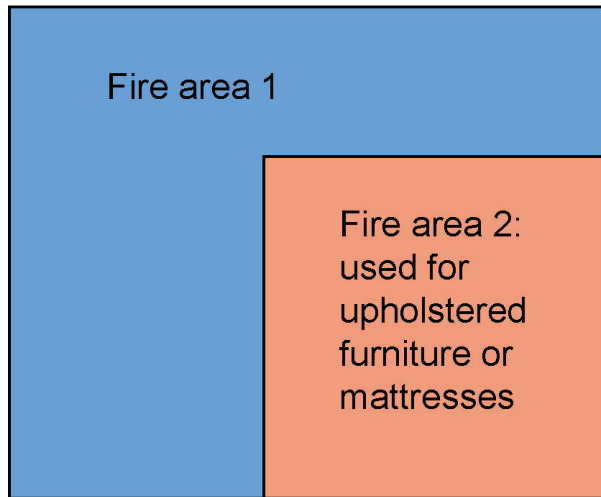 Fire area 1
Fire area 2:
used for
upholstered
furniture or
mattresses